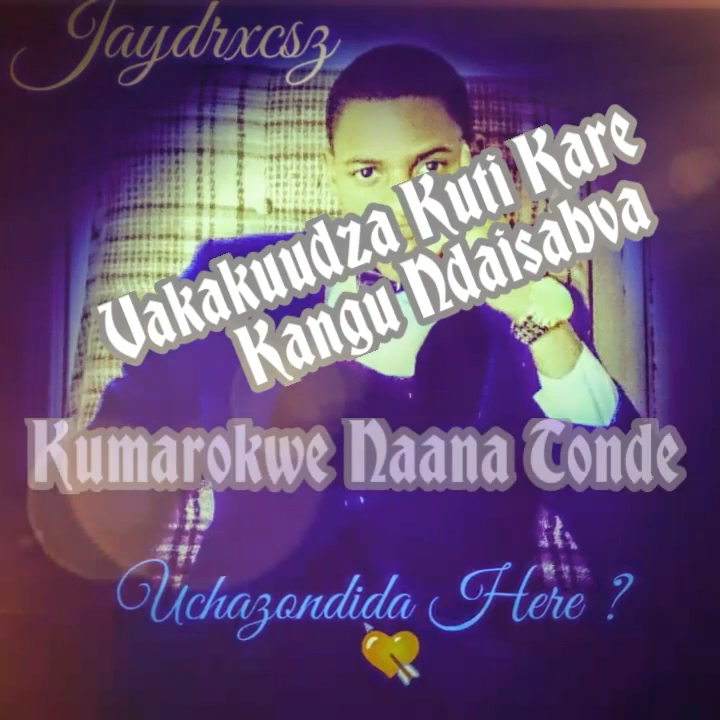 Jaydrxcsz
Vakakuudza Kuti Kare
Kangu Ndaisabva
Kumarokwe Naana Tonde
Uchazondida Here ?